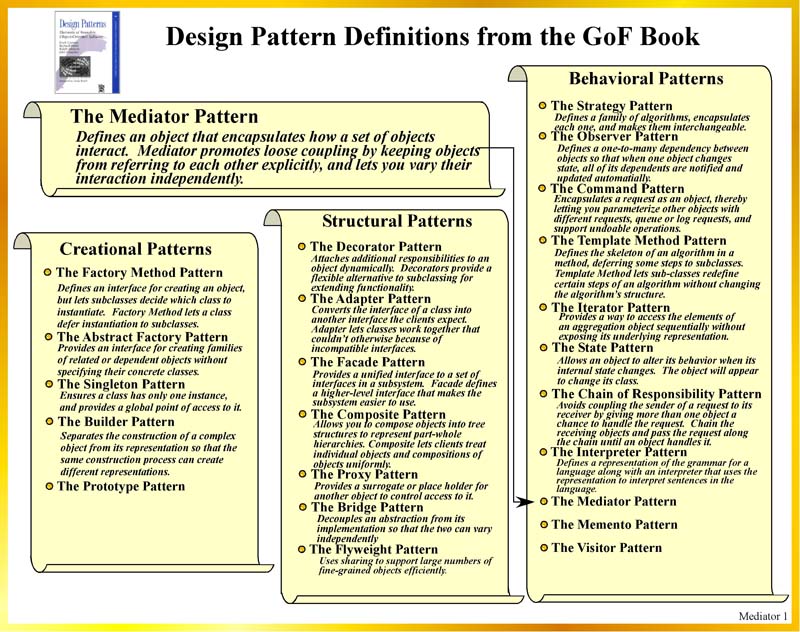 Design Patterns
Design Pattern Definitions from the GoF Book
The Mediator Pattern
Defines an object that encapsulates how a set of objects
interact. Mediator promotes loose coupling by keeping objects
from referring to each other explicitly, and lets you vary their
interaction independently.
Creational Patterns
The Factory Method Pattern
Defines an interface for creating an object,
but lets subclasses decide which class to
instantiate. Factory Method lets a class
defer instantiation to subclasses.
The Abstract Factory Pattern
Provides an interface for creating families
of related or dependent objects without
specifying their concrete classes.
The Singleton Pattern
Ensures a class has only one instance,
and provides a global point of access to it.
The Builder Pattern
Separates the construction of a complex
object from its representation so that the
same construction process can create
different representations.
The Prototype Pattern
Structural Patterns
The Decorator Pattern
Attaches additional responsibilities to an
object dynamically. Decorators provide a
flexible alternative to subclassing for
extending functionality.
The Adapter Pattern
Converts the interface of a class into
another interface the clients expect.
Adapter lets classes work together that
couldn't otherwise because of
incompatible interfaces.
The Facade Pattern
Provides a unified interface to a set of
interfaces in a subsystem. Facade defines
a higher-level interface that makes the
subsystem easier to use.
The Composite Pattern
Allows you to compose objects into tree
structures to represent part-whole
hierarchies. Composite lets clients treat
individual objects and compositions of
objects uniformly.
The Proxy Pattern
Provides a surrogate or place holder for
another object to control access to it.
The Bridge Pattern
Decouples an abstraction from its
implementation so that the two can vary
independently
The Flyweight Pattern
Uses sharing to support large numbers of
fine-grained objects efficiently.
Behavioral Patterns
The Strategy Pattern
Defines a family of algorithms, encapsulates
each one, and makes them interchangeable.
The Observer Pattern
Defines a one-to-many dependency between
objects so that when one object changes
state, all of its dependents are notified and
updated automatically.
The Command Pattern
Encapsulates a request as an object, thereby
letting you parameterize other objects with
different requests, queue or log requests, and
support undoable operations.
The Template Method Pattern
Defines the skeleton of an algorithm in a
method, deferring some steps to subclasses.
Template Method lets sub-classes redefine
certain steps of an algorithm without changing
the algorithm's structure.
The Iterator Pattern
Provides a way to access the elements of
an aggregation object sequentially without
exposing its underlying representation.
The State Pattern
Allows an object to alter its behavior when its
internal state changes. The object will appear
to change its class.
The Chain of Responsibility Pattern
Avoids coupling the sender of a request to its
receiver by giving more than one object a
chance to handle the request. Chain the
receiving objects and pass the request along
the chain until an object handles it.
The Interpreter Pattern
Defines a representation of the grammar for a
language along with an interpreter that uses the
representation to interpret sentences in the
language.
The Mediator Pattern
The Memento Pattern
The Visitor Pattern
Mediator 1